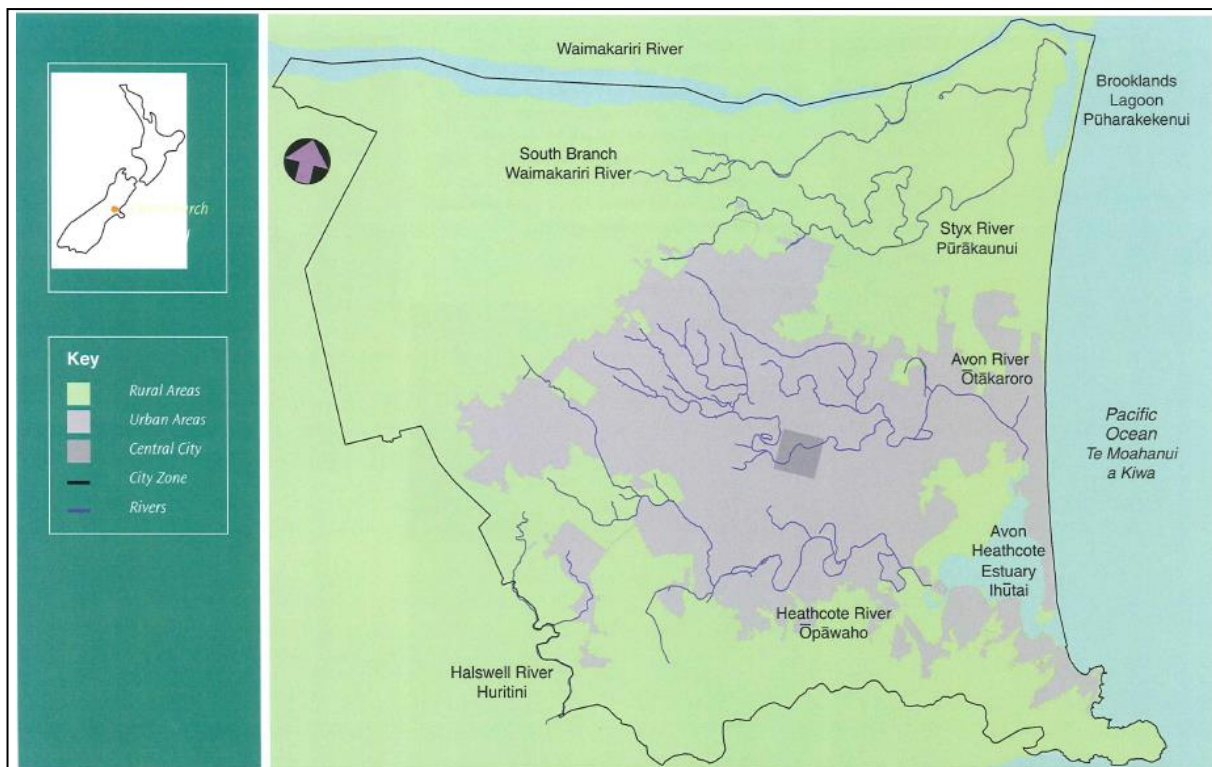 Key
Rural Areas
Urban Areas
Central City
City Zone
Rivers
Waimakariri River
Brooklands
Lagoon
Pūharakekenui
South Branch
Waimakariri River
Styx River
Pūrākaunui
Avon River
Ōtākaroro
Pacific
Ocean
Te Moahanui
a Kiwa
Avon
Heathcote
Estuary
Ihūtai
Heathcote River
Ōpāwaho
Halswell River
Huritini